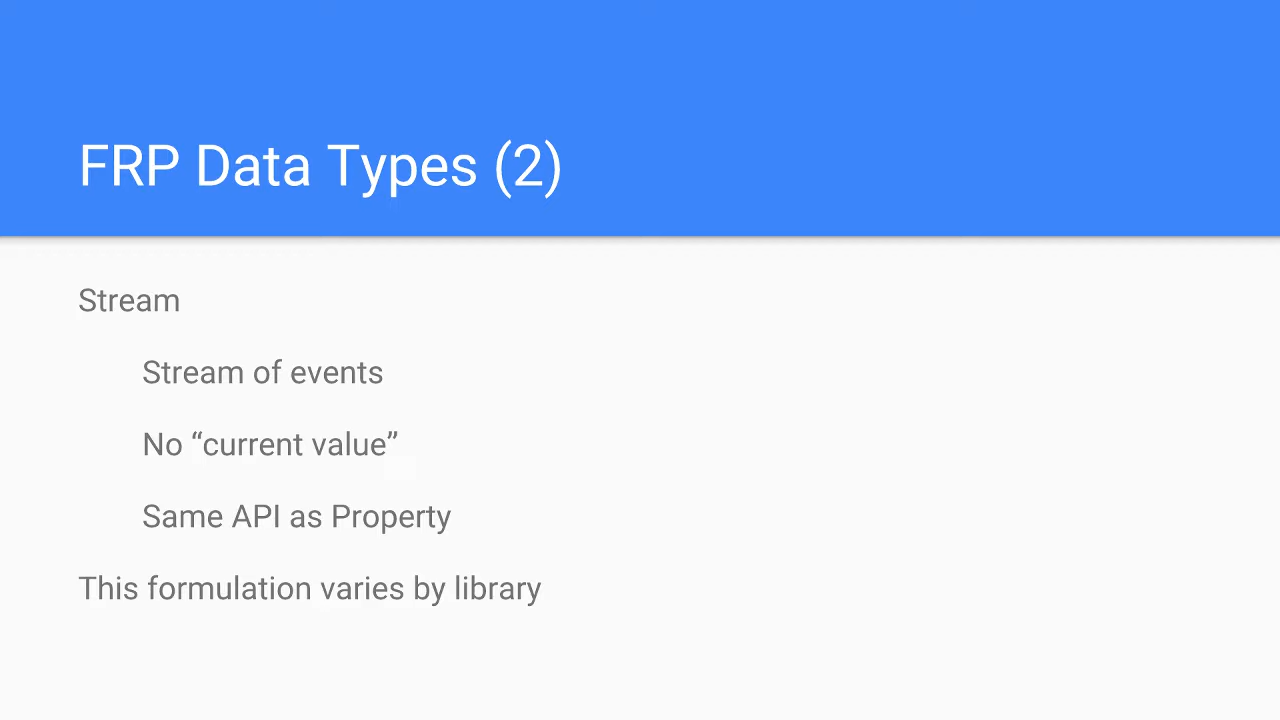 FRP Data Types (2)
Stream
Stream of events
No “current value”
Same API as Property
This formulation varies by library